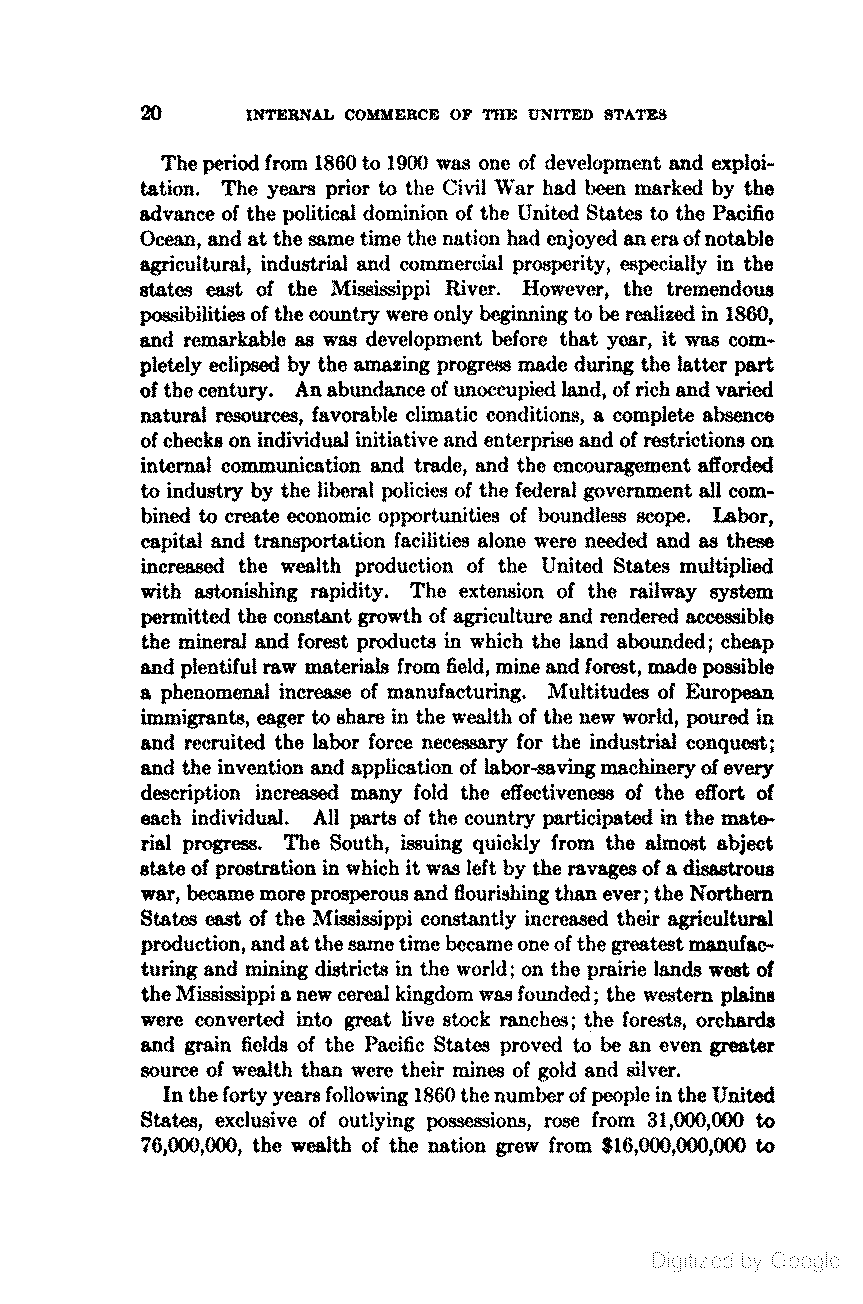 20 INTERNAL COMMERCE OF THE UNITED STATES
The period from 1860 to 1900 was one of development and exploi-
tation. The years prior to the Civil War had been marked by the
advance of the political dominion of the United States to the Pacific
Ocean, and at the same time the nation had enjoyed an era of notable
agricultural, industrial and commercial prosperity, especially in the
states east of the Mississippi River. However, the tremendous
possibilities of the country were only beginning to be realized in 1860,
and remarkable as was development before that year, it was com-
pletely eclipsed by the amazing progress made during the latter part
of the century. An abundance of unoccupied land, of rich and varied
natural resources, favorable climatic conditions, a complete absence
of checks on individual initiative and enterprise and of restrictions on
internal communication and trade, and the encouragement afforded
to industry by the liberal policies of the federal government all com-
bined to create economic opportunities of boundless scope. Labor,
capital and transportation facilities alone were needed and as these
increased the wealth production of the United States multiplied
with astonishing rapidity. The extension of the railway system
permitted the constant growth of agriculture and rendered accessible
the mineral and forest products in which the land abounded; cheap
and plentiful raw materials from field, mine and forest, made possible
a phenomenal increase of manufacturing. Multitudes of European
immigrants, eager to share in the wealth of the new world, poured in
and recruited the labor force necessary for the industrial conquest;
and the invention and application of labor-saving machinery of every
description increased many fold the effectiveness of the effort of
each individual. All parts of the country participated in the mate-
rial progress. The South, issuing quickly from the almost abject
state of prostration in which it was left by the ravages of a disastrous
war, became more prosperous and flourishing than ever; the Northern
States east of the Mississippi constantly increased their agricultural
production, and at the same time became one of the greatest manufac-
turing and mining districts in the world; on the prairie lands west of
the Mississippi a new cereal kingdom was founded; the western plains
were converted into great live stock ranches; the forests, orchards
and grain fields of the Pacific States proved to be an even greater
source of wealth than were their mines of gold and silver.
In the forty years following 1860 the number of people in the United
States, exclusive of outlying possessions, rose from 31,000,000 to
76,000,000, the wealth of the nation grew from $16,000,000,000 to
Digitized by Google